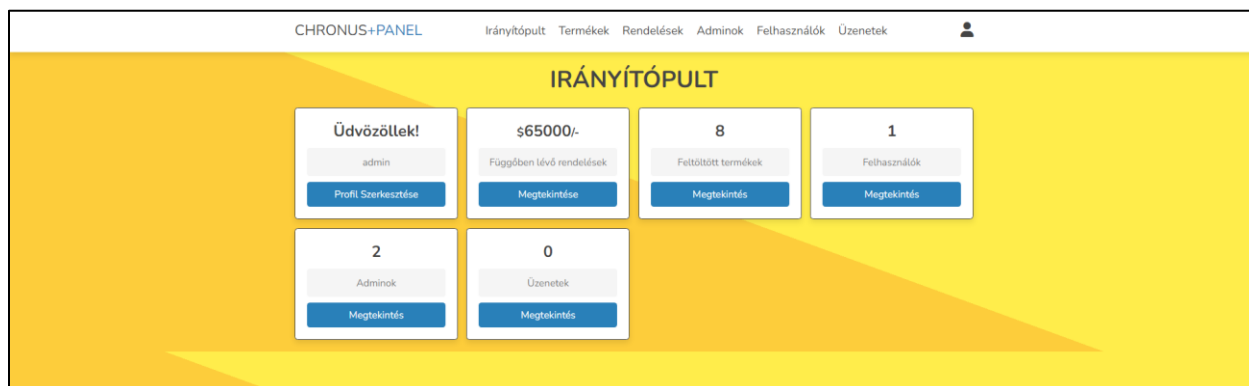 CHRONUS+PANEL
Irányítópult Termékek Rendelések Adminok Felhasználók Üzenetek
IRÁNYÍTÓPULT
Üdvözöllek!
admin
Profil Szerkesztése
$65000/-
Függőben lévő rendelések
Megtekintése
8
Feltöltött termékek
Megtekintés
1
Felhasználók
Megtekintés
2
Adminok
Megtekintés
0
Üzenetek
Megtekintés